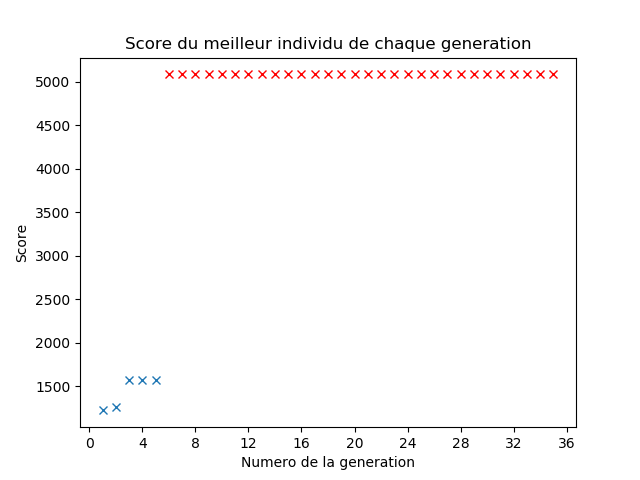 Score du meilleur individu de chaque generation
5000
4500
4000
3500
3000
2500
2000
1500
Score
0 4 8 12 16 20 24 28 32 36
Numero de la generation